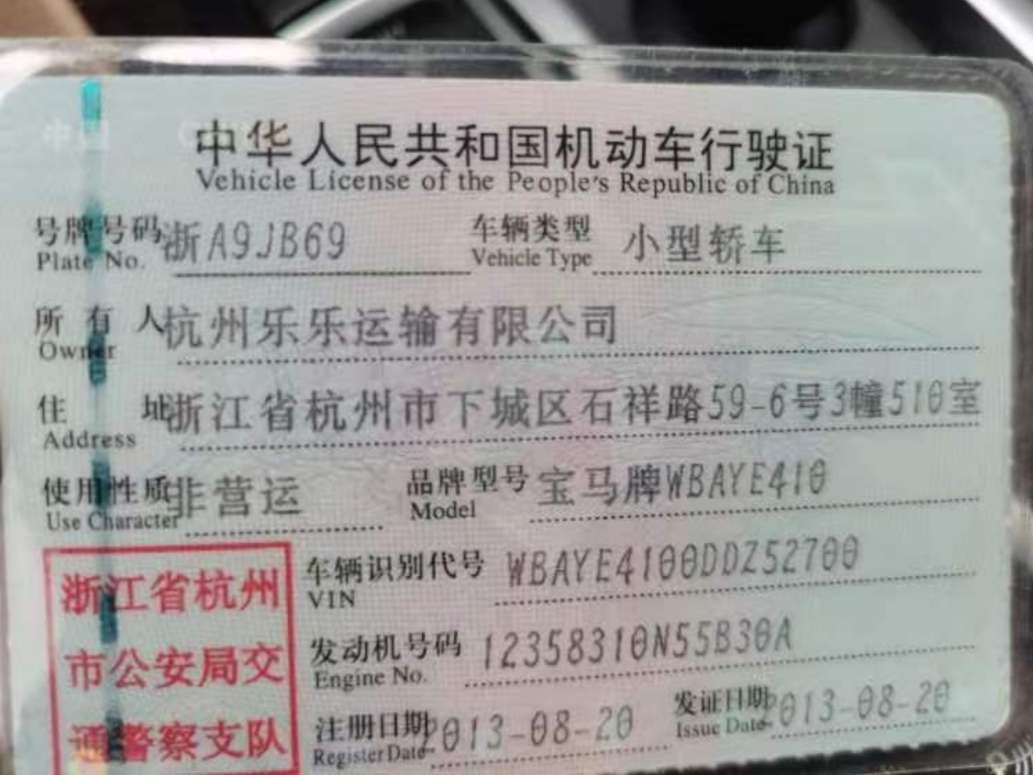 中华人民共和国机动车行驶证
Vehicle License of the People's Republic of China
号牌号码 浙A9JB69 车辆类型 小型轿车
Plate No. Vehicle Type
所有人 杭州乐乐运输有限公司
Owner
住址 浙江省杭州市下城区石祥路59-6号3幢510室
Address
使用性质 非营运 品牌型号 宝马牌WBAYE410
Use Character Model
车辆识别代号 WBAYE4100DDZ52700
VIN
发动机号码 12358310N55B30A
Engine No.
注册日期 2013-08-20 发证日期 2013-08-20
Register Date Issue Date
浙江省杭州
市公安局交
通警察支队